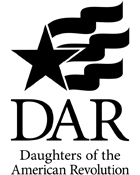 DAR
Daughters of the
American Revolution